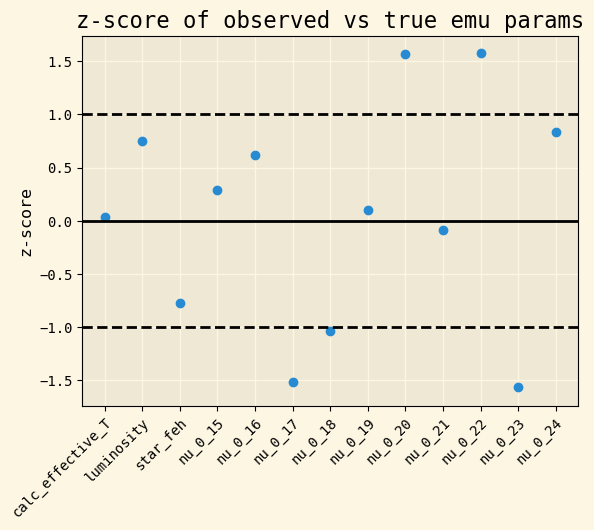 z-score of observed vs true emu params
z-score
1.5
1.0
0.5
0.0
−0.5
−1.0
−1.5
calc_effective_T
luminosity
star_feh
nu_0_15
nu_0_16
nu_0_17
nu_0_18
nu_0_19
nu_0_20
nu_0_21
nu_0_22
nu_0_23
nu_0_24